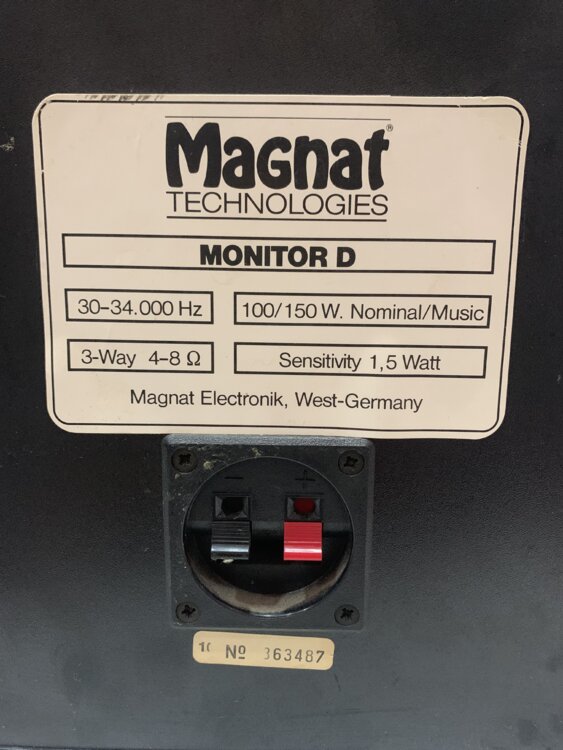 Magnat®
TECHNOLOGIES
MONITOR D
30-34.000 Hz
100/150 W. Nominal/Music
3-Way 4-8 Ω
Sensitivity 1,5 Watt
Magnat Electronik, West-Germany
- +
Nº 363487